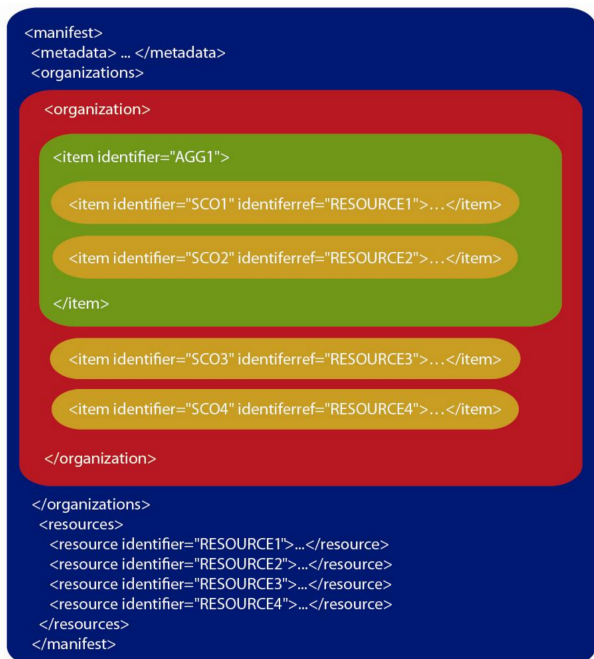 <manifest>
<metadata> ... </metadata>
<organizations>
<organization>
<item identifier="AGG1">
<item identifier="SCO1" identiferref="RESOURCE1">...</item>
<item identifier="SCO2" identiferref="RESOURCE2">...</item>
</item>
<item identifier="SCO3" identiferref="RESOURCE3">...</item>
<item identifier="SCO4" identiferref="RESOURCE4">...</item>
</organization>
</organizations>
<resources>
<resource identifier="RESOURCE1">...</resource>
<resource identifier="RESOURCE2">...</resource>
<resource identifier="RESOURCE3">...</resource>
<resource identifier="RESOURCE4">...</resource>
</resources>
</manifest>